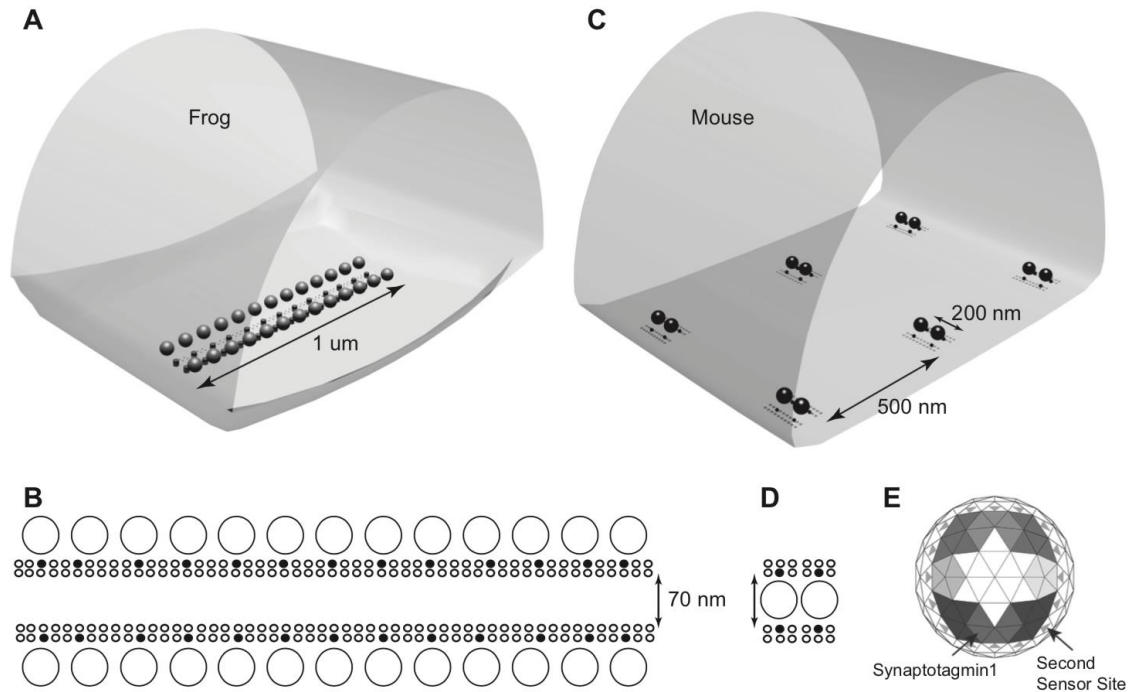 A
Frog
1 um
C
Mouse
200 nm
500 nm
B
70 nm
D
E
Synaptotagmin1
Second
Sensor Site